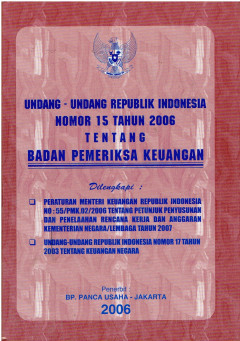 UNDANG - UNDANG REPUBLIK INDONESIA
NOMOR 15 TAHUN 2006
TENTANG
BADAN PEMERIKSA KEUANGAN
Dilengkapi :
PERATURAN MENTERI KEUANGAN REPUBLIK INDONESIA
NO : 55/PMK.02/2006 TENTANG PETUNJUK PENYUSUNAN
DAN PENELAAHAN RENCANA KERJA DAN ANGGARAN
KEMENTERIAN NEGARA/LEMBAGA TAHUN 2007
UNDANG-UNDANG REPUBLIK INDONESIA NOMOR 17 TAHUN
2003 TENTANG KEUANGAN NEGARA
Penerbit :
BP. PANCA USAHA - JAKARTA
2006